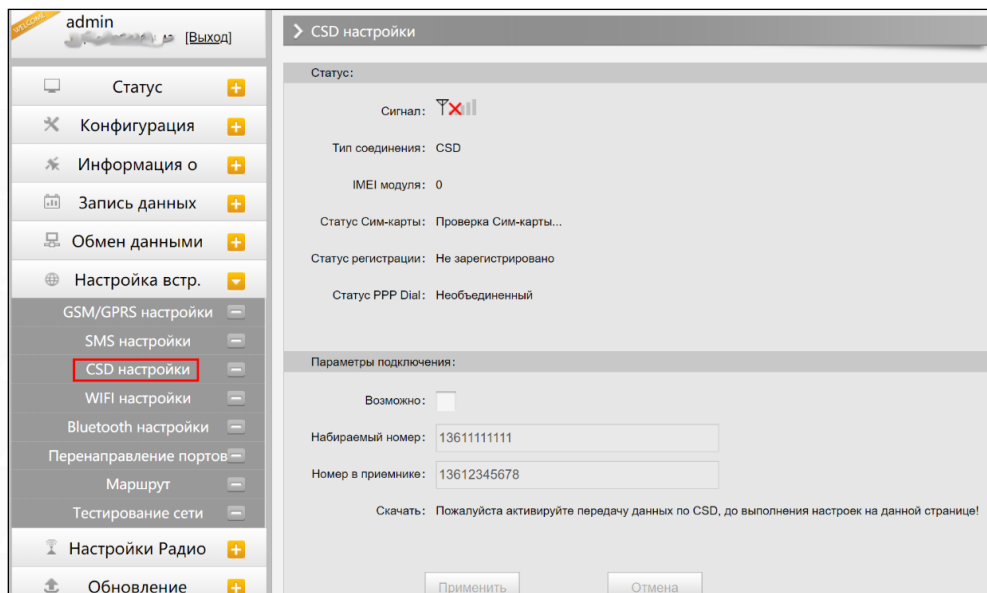 WELCOME
admin
[Выход]
Статус
Конфигурация
Информация о
Запись данных
Обмен данными
Настройка встр.
GSM/GPRS настройки
SMS настройки
CSD настройки
WIFI настройки
Bluetooth настройки
Перенаправление портов
Маршрут
Тестирование сети
Настройки Радио
Обновление
CSD настройки
Статус:
Сигнал:
Тип соединения: CSD
IMEI модуля: 0
Статус Сим-карты: Проверка Сим-карты...
Статус регистрации: Не зарегистрировано
Статус PPP Dial: Необъединенный
Параметры подключения:
Возможно:
Набираемый номер: 13611111111
Номер в приемнике: 13612345678
Скачать: Пожалуйста активируйте передачу данных по CSD, до выполнения настроек на данной странице!
Применить Отмена